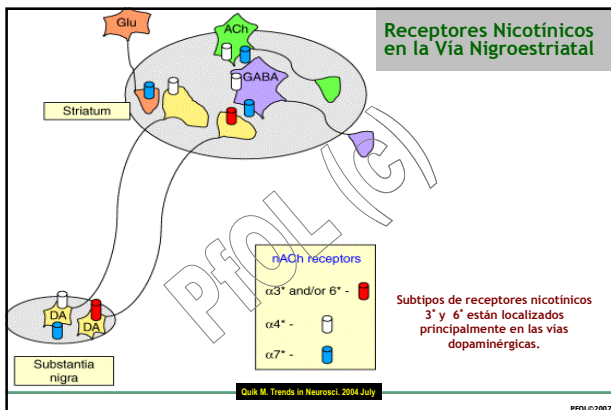 Receptores Nicotínicos
en la Vía Nigroestriatal
Glu
ACh
GABA
Striatum
PfOL (c)
nACh receptors
α3* and/or 6* -
α4* -
α7* -
DA
DA
Substantia
nigra
Subtipos de receptores nicotínicos
3* y 6* están localizados
principalmente en las vías
dopaminérgicas.
Quik M. Trends in Neurosci. 2004 July
PFOL©2007